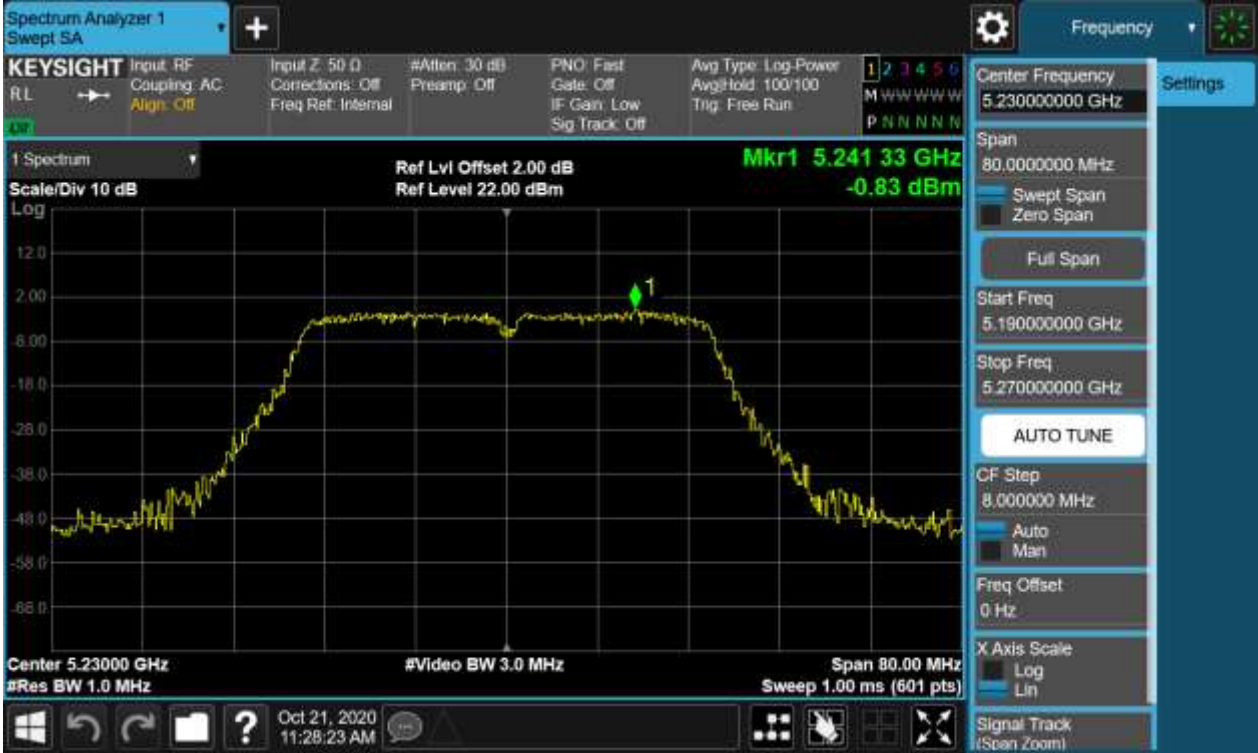 Spectrum Analyzer 1
Swept SA
+
Frequency
KEYSIGHT
RL
Input: RF
Coupling: AC
Align: Off
Input Z: 50 Ω
Corrections: Off
Freq Ref: Internal
#Atten: 30 dB
Preamp: Off
PNO: Fast
Gate: Off
IF Gain: Low
Sig Track: Off
Avg Type: Log-Power
Avg|Hold: 100/100
Trig: Free Run
1 2 3 4 5 6
M W W W W W
P N N N N N
Center Frequency
5.230000000 GHz
Settings
Span
80.0000000 MHz
Swept Span
Zero Span
Full Span
Start Freq
5.190000000 GHz
Stop Freq
5.270000000 GHz
AUTO TUNE
CF Step
8.000000 MHz
Auto
Man
Freq Offset
0 Hz
X Axis Scale
Log
Lin
Signal Track
(Span Zoom)
1 Spectrum
Scale/Div 10 dB
Log
Ref Lvl Offset 2.00 dB
Ref Level 22.00 dBm
Mkr1 5.241 33 GHz
-0.83 dBm
12.0
2.00
1
-8.00
-18.0
-28.0
-38.0
-48.0
-58.0
-68.0
Center 5.23000 GHz
#Res BW 1.0 MHz
#Video BW 3.0 MHz
Span 80.00 MHz
Sweep 1.00 ms (601 pts)
?
Oct 21, 2020
11:28:23 AM